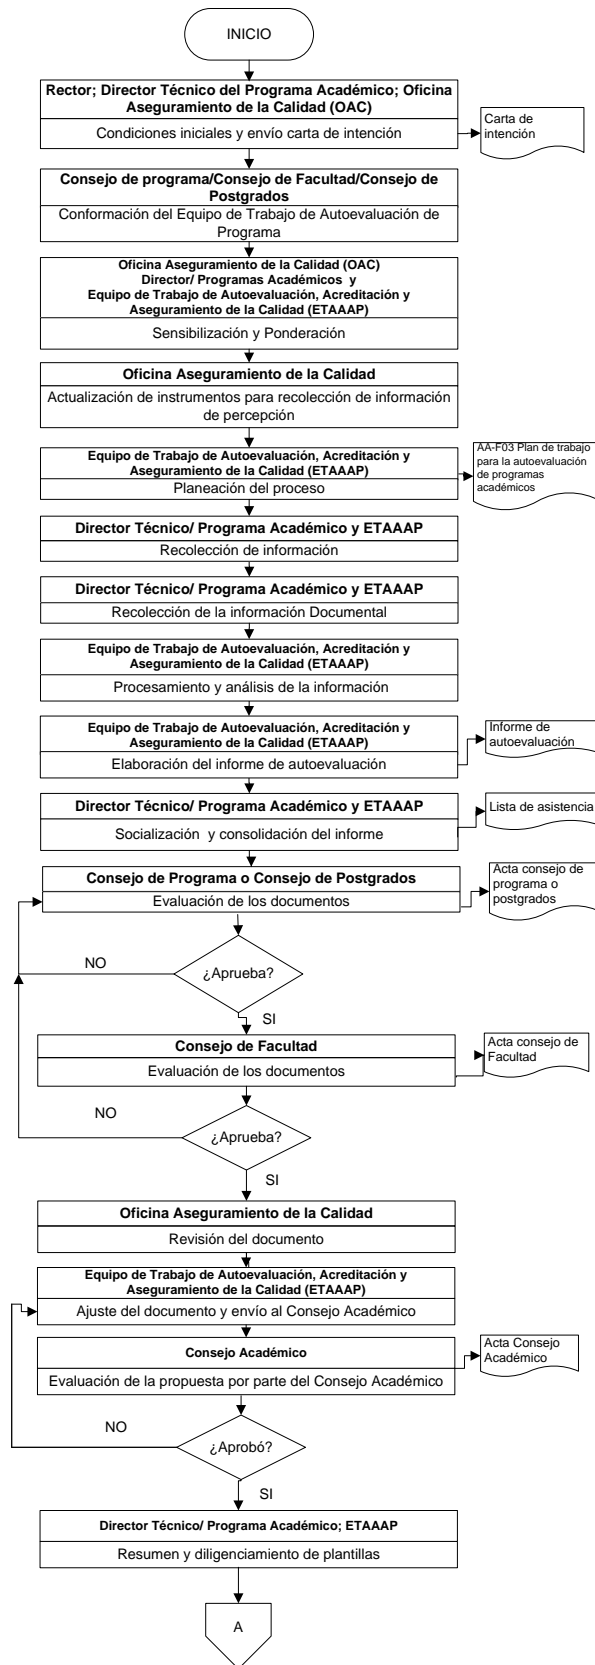 INICIO
Rector; Director Técnico del Programa Académico; Oficina
Aseguramiento de la Calidad (OAC)
Condiciones iniciales y envío carta de intención
Carta de
intención
Consejo de programa/Consejo de Facultad/Consejo de
Postgrados
Conformación del Equipo de Trabajo de Autoevaluación de
Programa
Oficina Aseguramiento de la Calidad (OAC)
Director/ Programas Académicos y
Equipo de Trabajo de Autoevaluación, Acreditación y
Aseguramiento de la Calidad (ETAAAP)
Sensibilización y Ponderación
Oficina Aseguramiento de la Calidad
Actualización de instrumentos para recolección de información
de percepción
Equipo de Trabajo de Autoevaluación, Acreditación y
Aseguramiento de la Calidad (ETAAAP)
Planeación del proceso
AA-F03 Plan de trabajo
para la autoevaluación
de programas
académicos
Director Técnico/ Programa Académico y ETAAAP
Recolección de información
Director Técnico/ Programa Académico y ETAAAP
Recolección de la información Documental
Equipo de Trabajo de Autoevaluación, Acreditación y
Aseguramiento de la Calidad (ETAAAP)
Procesamiento y análisis de la información
Equipo de Trabajo de Autoevaluación, Acreditación y
Aseguramiento de la Calidad (ETAAAP)
Elaboración del informe de autoevaluación
Informe de
autoevaluación
Director Técnico/ Programa Académico y ETAAAP
Socialización y consolidación del informe
Lista de asistencia
Consejo de Programa o Consejo de Postgrados
Evaluación de los documentos
Acta consejo de
programa o
postgrados
¿Aprueba?
NO
SI
Consejo de Facultad
Evaluación de los documentos
Acta consejo de
Facultad
¿Aprueba?
NO
SI
Oficina Aseguramiento de la Calidad
Revisión del documento
Equipo de Trabajo de Autoevaluación, Acreditación y
Aseguramiento de la Calidad (ETAAAP)
Ajuste del documento y envío al Consejo Académico
Consejo Académico
Evaluación de la propuesta por parte del Consejo Académico
Acta Consejo
Académico
¿Aprobó?
NO
SI
Director Técnico/ Programa Académico; ETAAAP
Resumen y diligenciamiento de plantillas
A